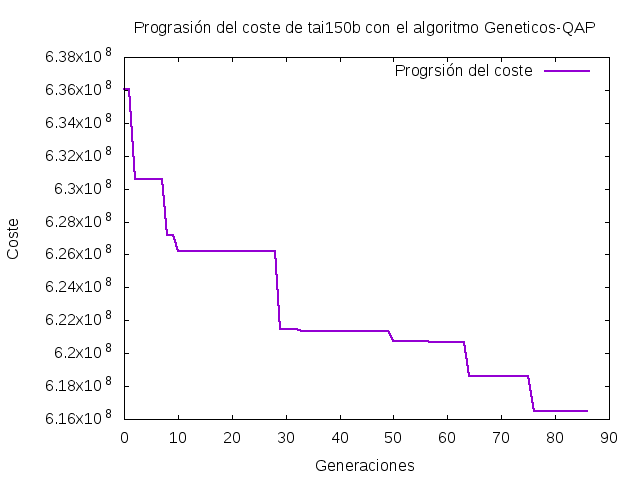 Prograsión del coste de tai150b con el algoritmo Geneticos-QAP
Progrsión del coste
6.38x10^8
6.36x10^8
6.34x10^8
6.32x10^8
6.3x10^8
6.28x10^8
6.26x10^8
6.24x10^8
6.22x10^8
6.2x10^8
6.18x10^8
6.16x10^8
Coste
0 10 20 30 40 50 60 70 80 90
Generaciones